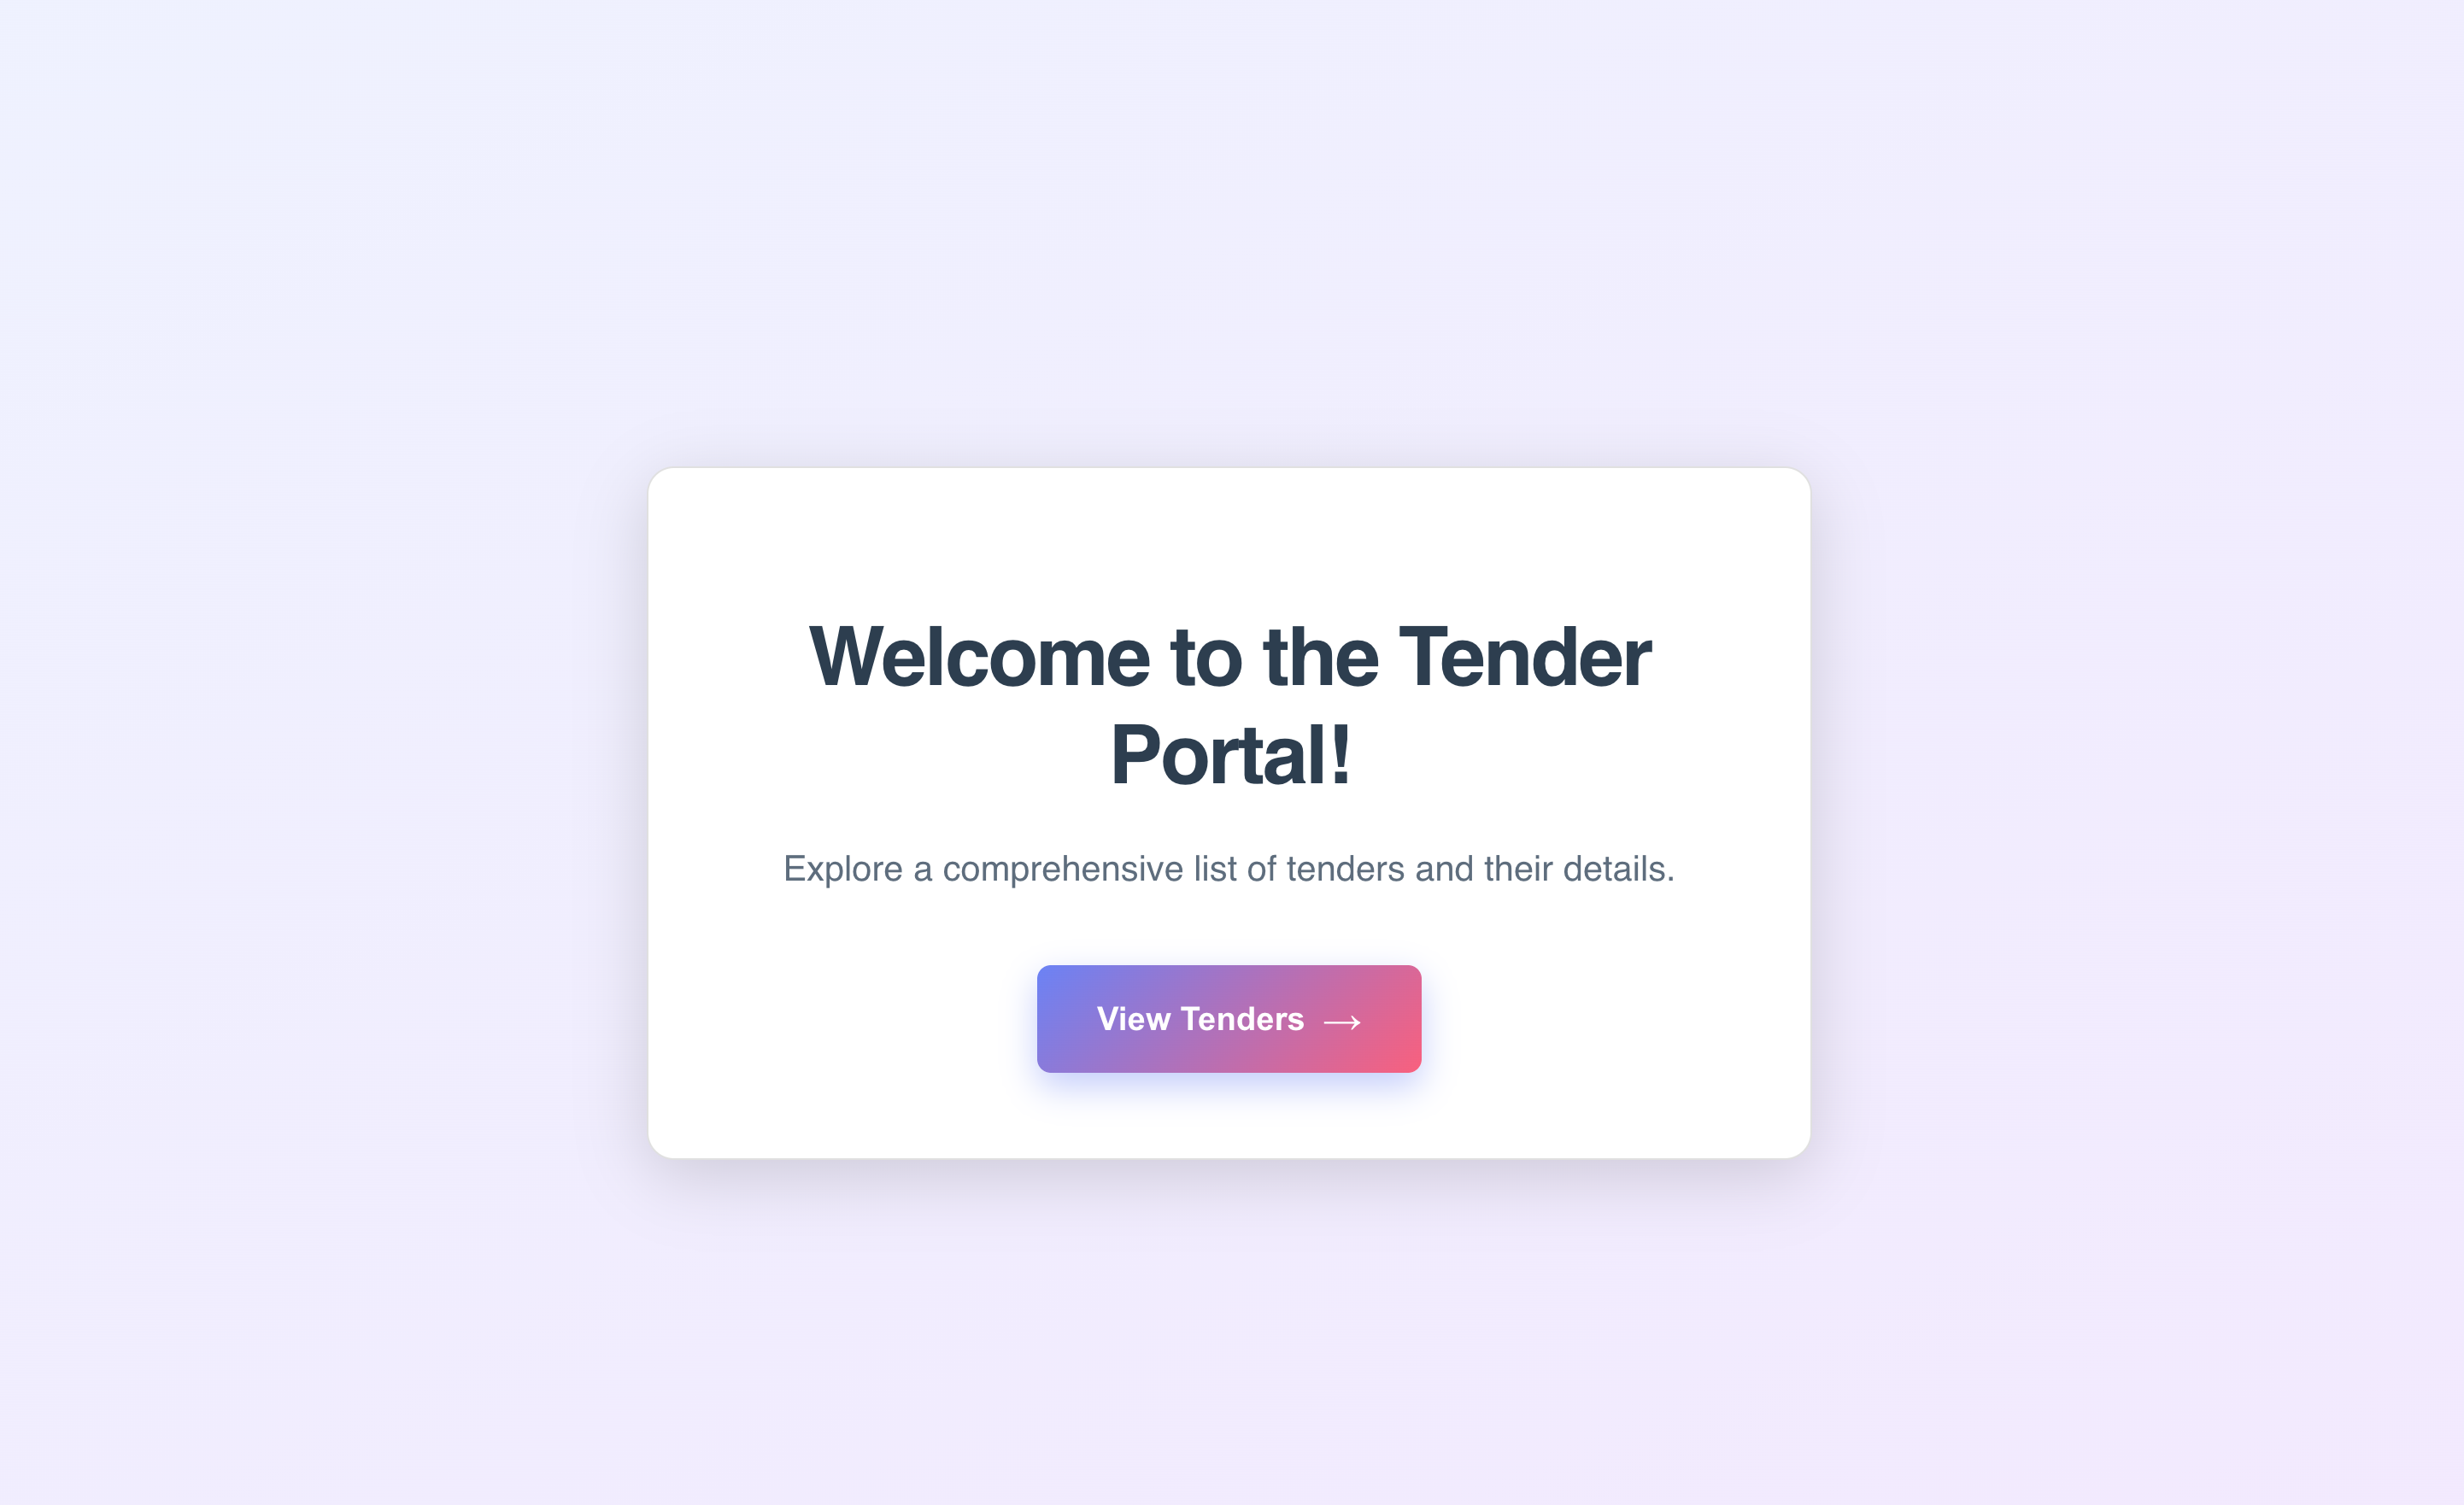 Welcome to the Tender
Portal!
Explore a comprehensive list of tenders and their details.
View Tenders →